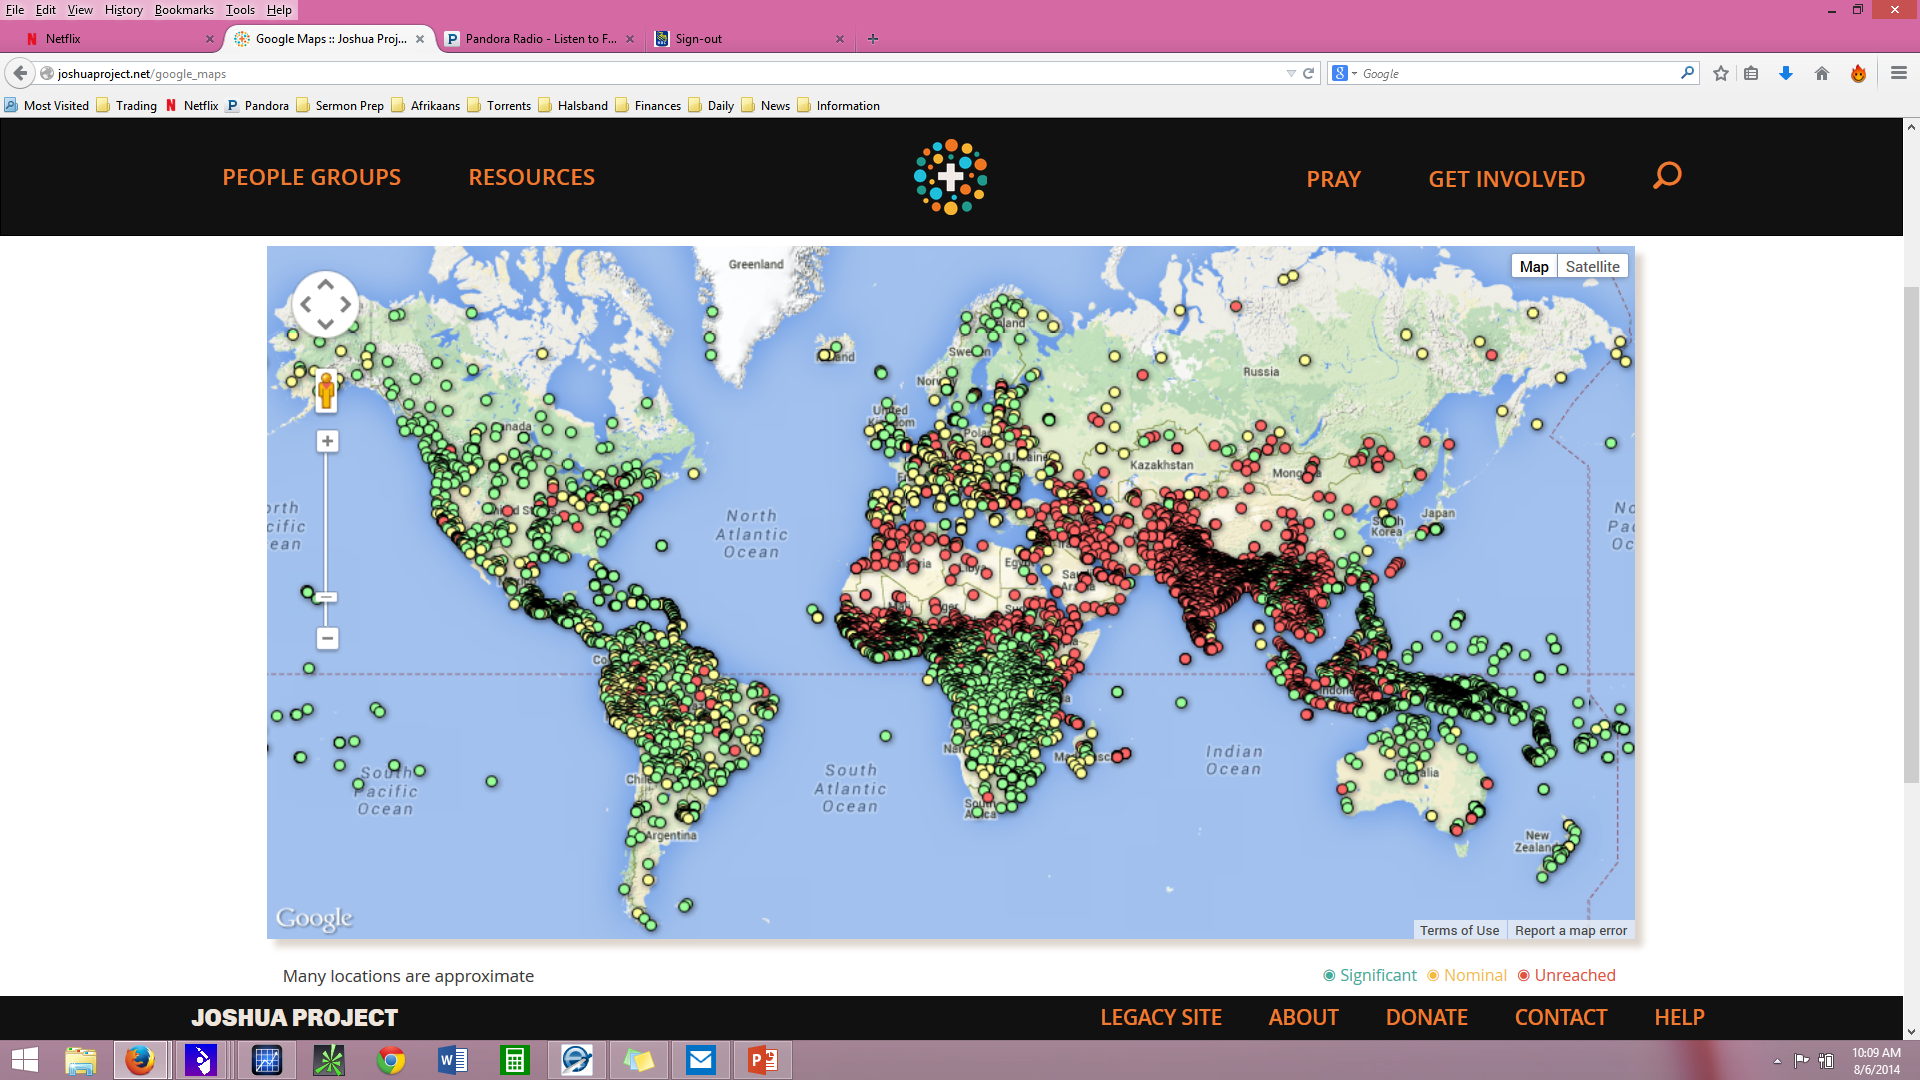 File Edit View History Bookmarks Tools Help
Netflix
Google Maps :: Joshua Proj...
Pandora Radio - Listen to F...
Sign-out
joshuaproject.net/google_maps
Google
Most Visited Trading Netflix Pandora Sermon Prep Afrikaans Torrents Halsband Finances Daily News Information
PEOPLE GROUPS RESOURCES PRAY GET INVOLVED
Map Satellite
Greenland
Russia
Kazakhstan
Japan
North
Atlantic
Ocean
South
Pacific
Ocean
South
Atlantic
Ocean
Indian
Ocean
Argentina
New
Zealand
Google
Terms of Use Report a map error
Many locations are approximate
Significant Nominal Unreached
JOSHUA PROJECT LEGACY SITE ABOUT DONATE CONTACT HELP
10:09 AM
8/6/2014